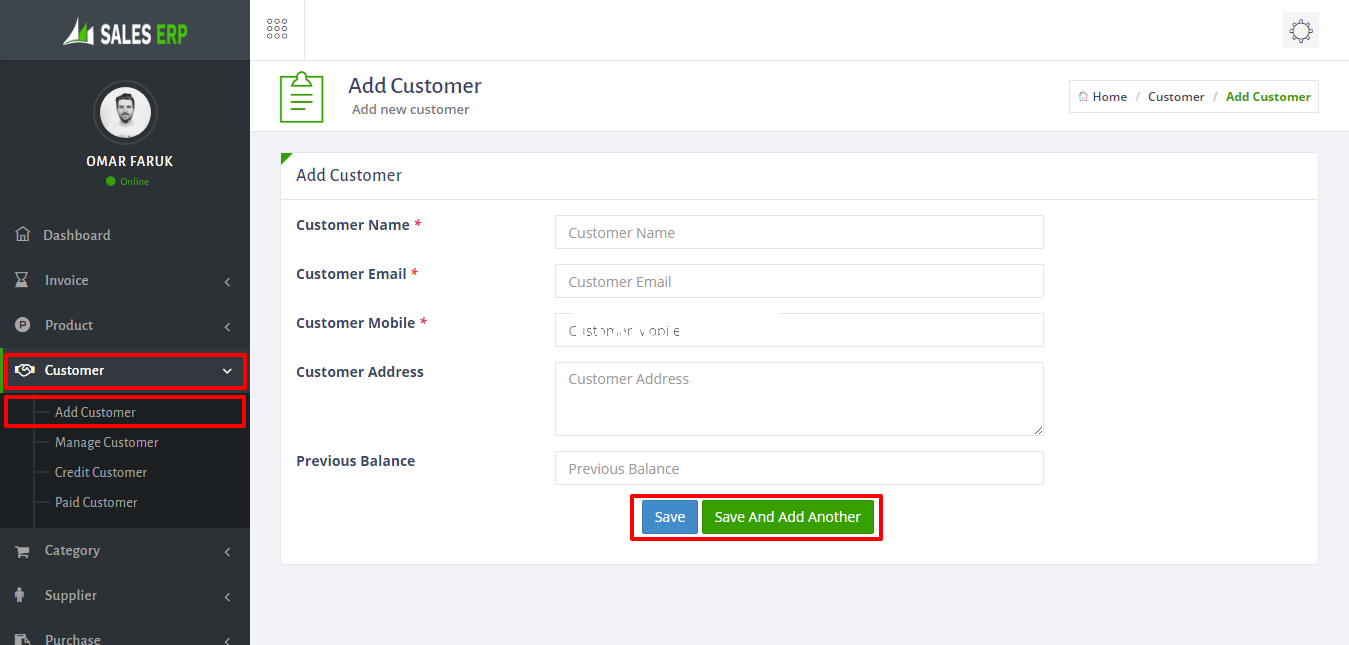 SALES ERP
OMAR FARUK
Online
Dashboard
Invoice
Product
Customer
Add Customer
Manage Customer
Credit Customer
Paid Customer
Category
Supplier
Purchase
Add Customer
Add new customer
Home / Customer / Add Customer
Add Customer
Customer Name *
Customer Name
Customer Email *
Customer Email
Customer Mobile *
Customer Mobile
Customer Address
Customer Address
Previous Balance
Previous Balance
Save
Save And Add Another